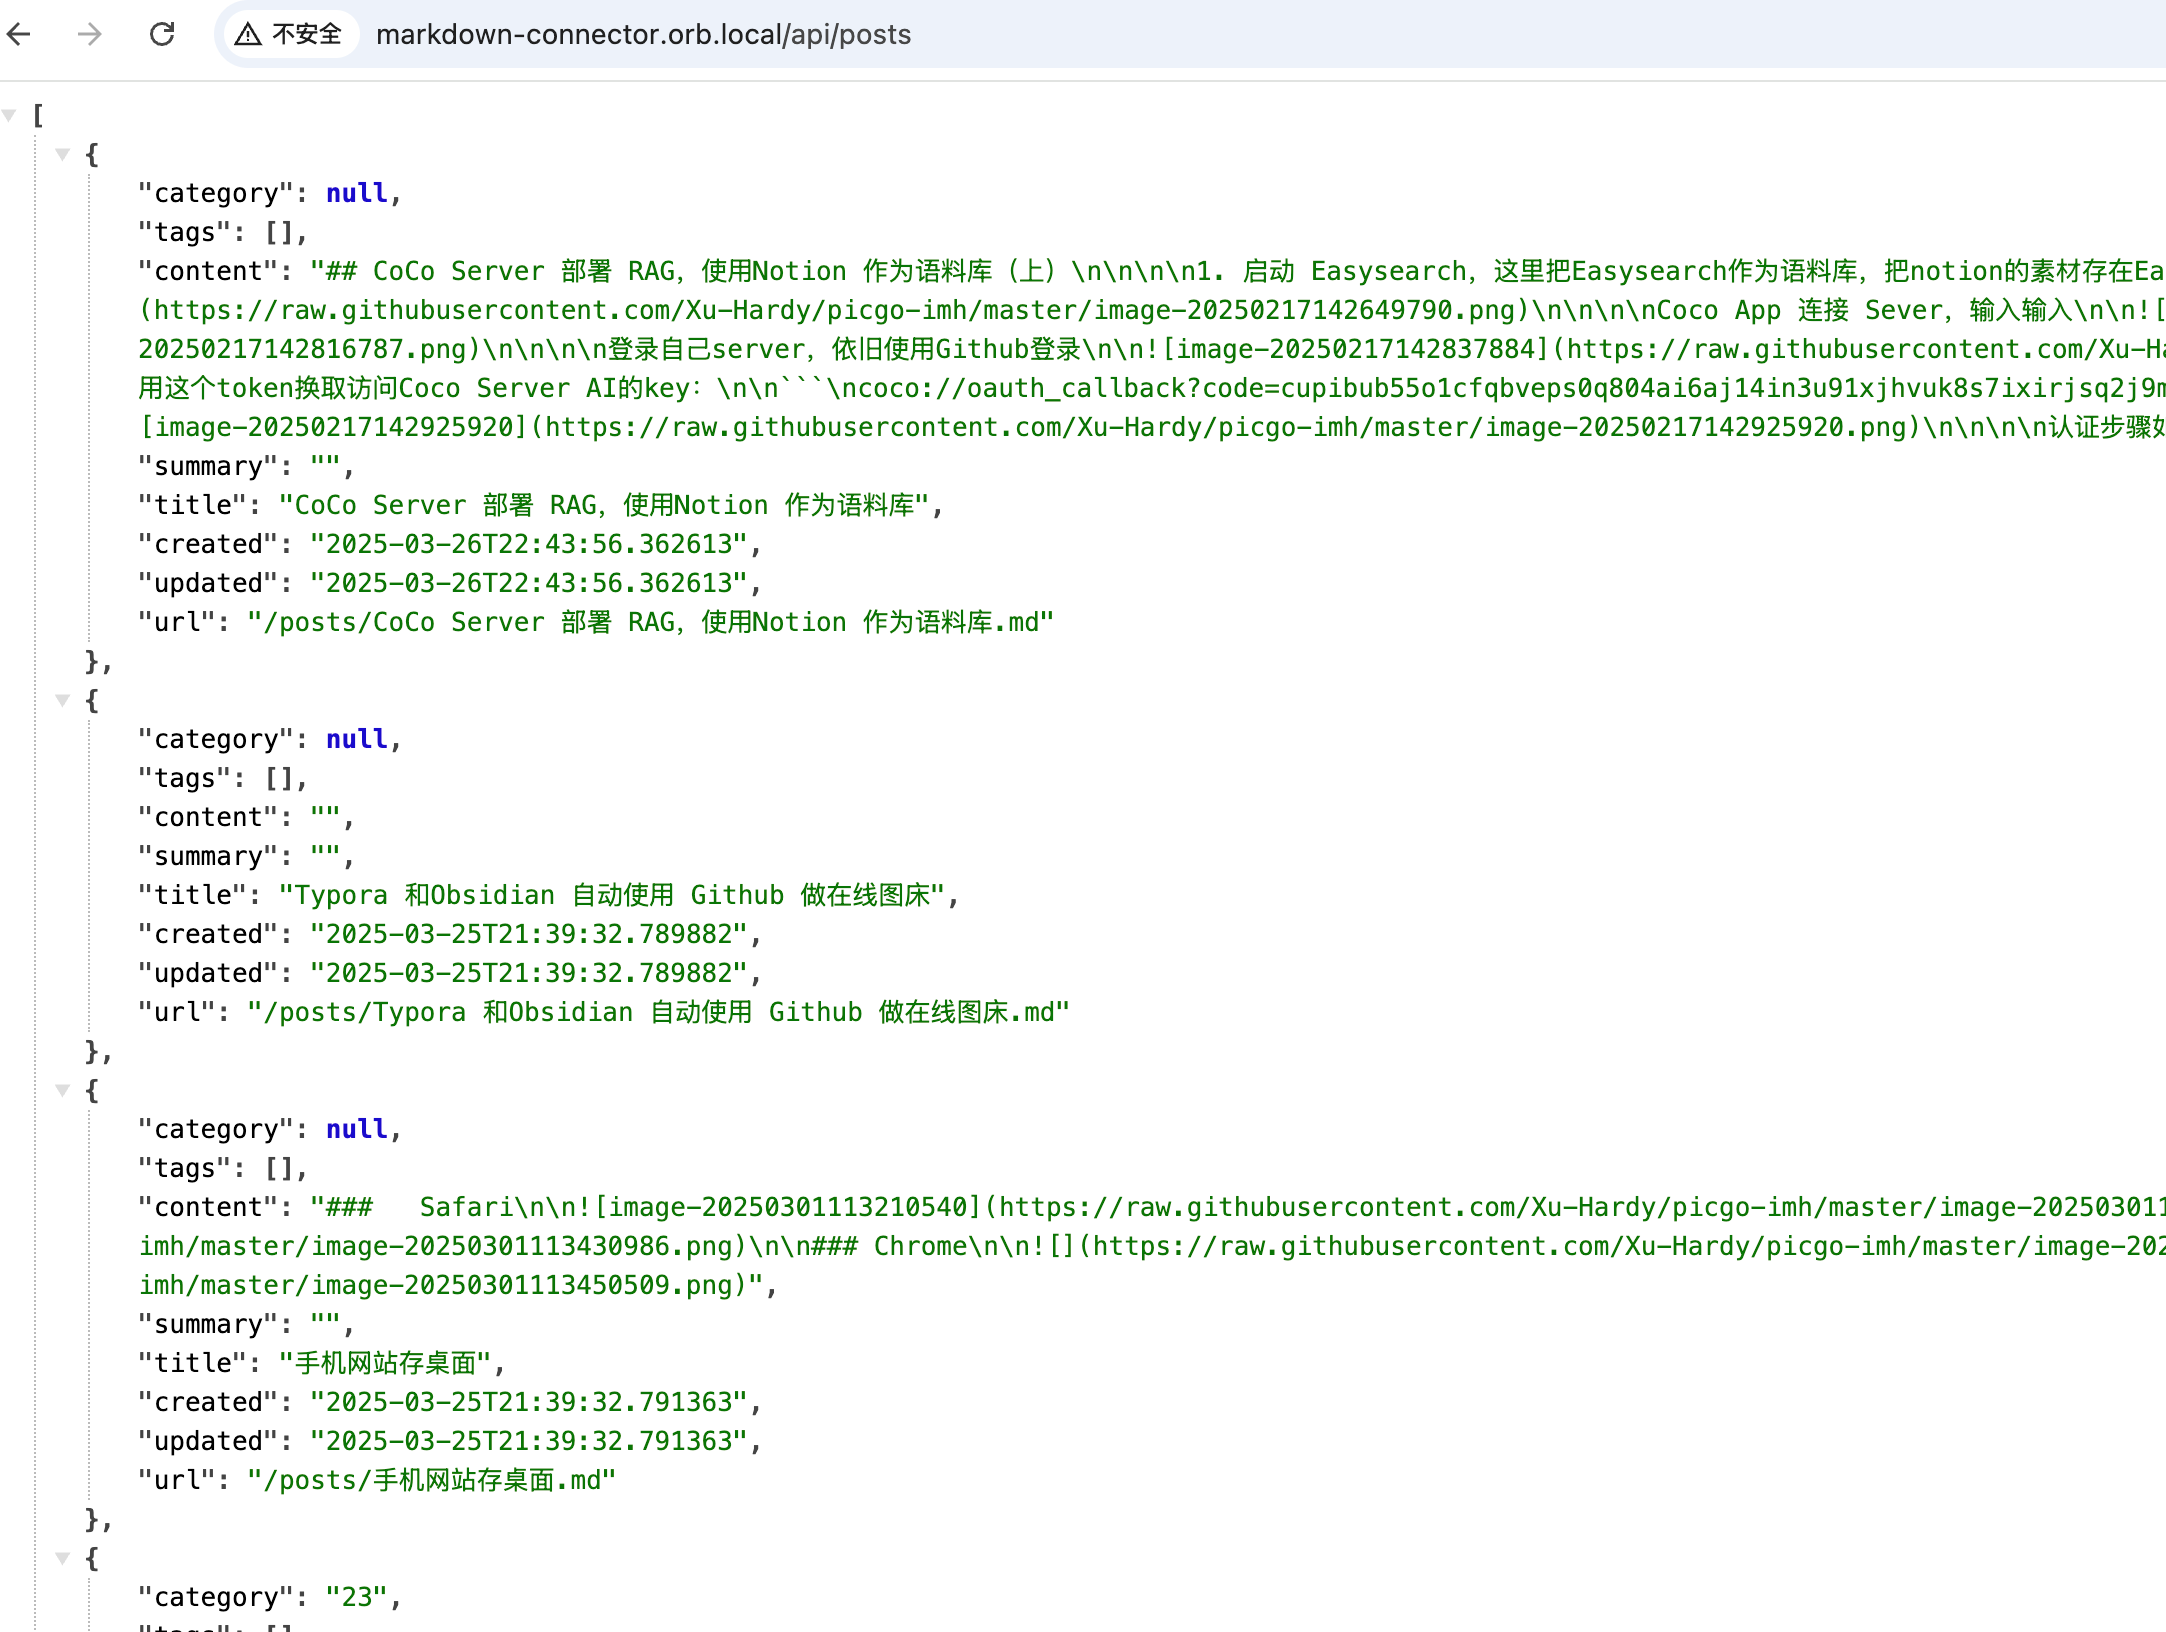 不安全 markdown-connector.orb.local/api/posts
[
{
"category": null,
"tags": [],
"content": "## CoCo Server 部署 RAG，使用Notion 作为语料库（上）\n\n\n\n1. 启动 Easysearch，这里把Easysearch作为语料库，把notion的素材存在Ea
(https://raw.githubusercontent.com/Xu-Hardy/picgo-imh/master/image-20250217142649790.png)\n\n\n\nCoco App 连接 Sever，输入输入\n\n![
20250217142816787.png)\n\n\n\n登录自己server，依旧使用Github登录\n\n![image-20250217142837884](https://raw.githubusercontent.com/Xu-Ha
用这个token换取访问Coco Server AI的key：\n\n```\ncoco://oauth_callback?code=cupibub55o1cfqbveps0q804ai6aj14in3u91xjhvuk8s7ixirjsq2j9m
[image-20250217142925920](https://raw.githubusercontent.com/Xu-Hardy/picgo-imh/master/image-20250217142925920.png)\n\n\n\n认证步骤如
"summary": "",
"title": "CoCo Server 部署 RAG，使用Notion 作为语料库",
"created": "2025-03-26T22:43:56.362613",
"updated": "2025-03-26T22:43:56.362613",
"url": "/posts/CoCo Server 部署 RAG，使用Notion 作为语料库.md"
},
{
"category": null,
"tags": [],
"content": "",
"summary": "",
"title": "Typora 和Obsidian 自动使用 Github 做在线图床",
"created": "2025-03-25T21:39:32.789882",
"updated": "2025-03-25T21:39:32.789882",
"url": "/posts/Typora 和Obsidian 自动使用 Github 做在线图床.md"
},
{
"category": null,
"tags": [],
"content": "###   Safari\n\n![image-20250301113210540](https://raw.githubusercontent.com/Xu-Hardy/picgo-imh/master/image-202503011
imh/master/image-20250301113430986.png)\n\n### Chrome\n\n![](https://raw.githubusercontent.com/Xu-Hardy/picgo-imh/master/image-202
imh/master/image-20250301113450509.png)",
"summary": "",
"title": "手机网站存桌面",
"created": "2025-03-25T21:39:32.791363",
"updated": "2025-03-25T21:39:32.791363",
"url": "/posts/手机网站存桌面.md"
},
{
"category": "23",